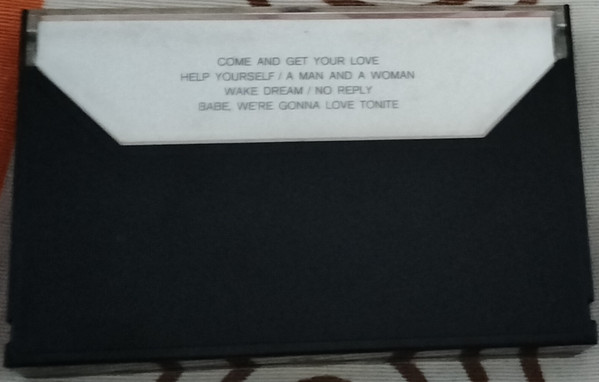 COME AND GET YOUR LOVE
HELP YOURSELF / A MAN AND A WOMAN
WAKE DREAM / NO REPLY
BABE, WE'RE GONNA LOVE TONITE